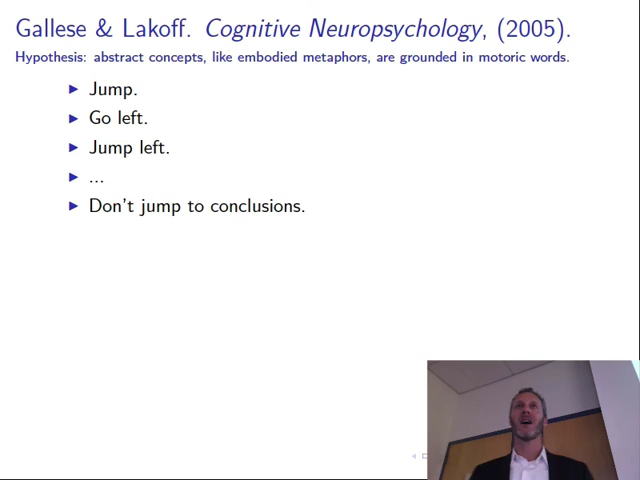 Gallese & Lakoff. Cognitive Neuropsychology, (2005).
Hypothesis: abstract concepts, like embodied metaphors, are grounded in motoric words.
Jump.
Go left.
Jump left.
...
Don't jump to conclusions.